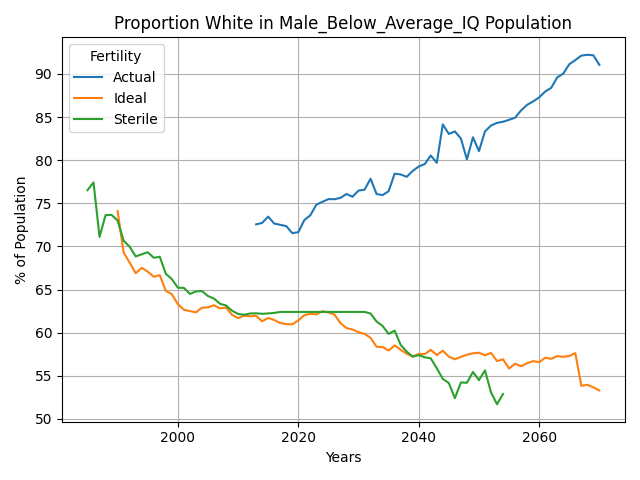 Proportion White in Male_Below_Average_IQ Population
Fertility
Actual
Ideal
Sterile
% of Population
90
85
80
75
70
65
60
55
50
2000
2020
2040
2060
Years